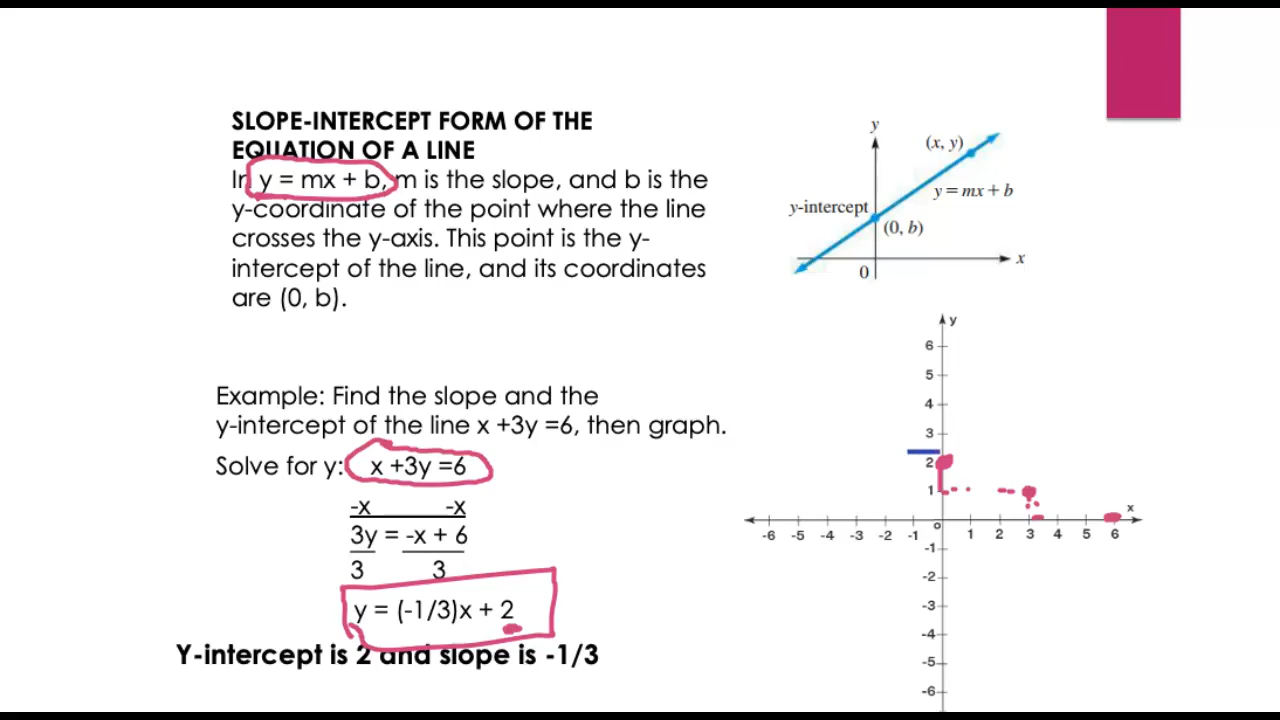 SLOPE-INTERCEPT FORM OF THE
EQUATION OF A LINE
In y = mx + b, m is the slope, and b is the
y-coordinate of the point where the line
crosses the y-axis. This point is the y-
intercept of the line, and its coordinates
are (0, b).
y
(x, y)
y = mx + b
y-intercept
(0, b)
x
0
Example: Find the slope and the
y-intercept of the line x +3y =6, then graph.
Solve for y: x +3y =6
-x -x
3y = -x + 6
3 3
y = (-1/3)x + 2
Y-intercept is 2 and slope is -1/3
y
6
5
4
3
2
1
x
o
-6 -5 -4 -3 -2 -1 1 2 3 4 5 6
-1
-2
-3
-4
-5
-6